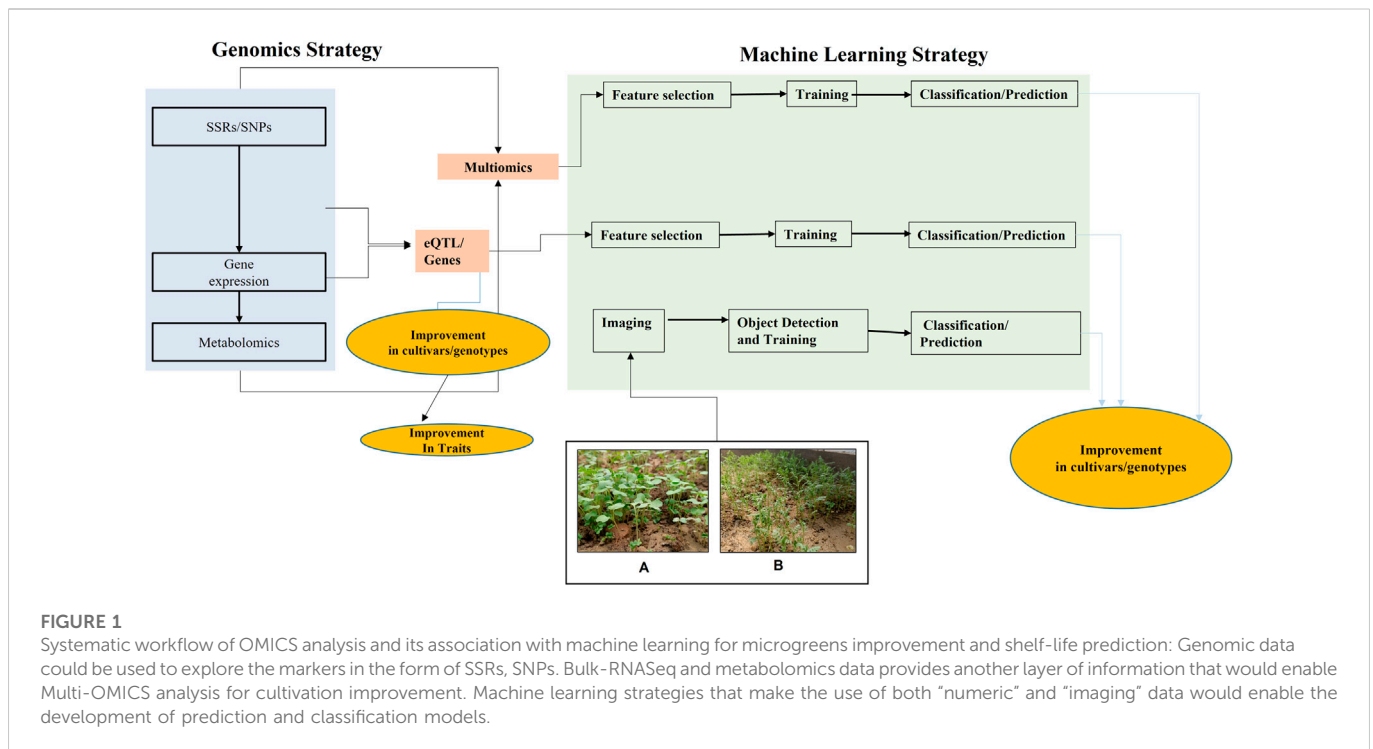 Genomics Strategy
Machine Learning Strategy
SSRs/SNPs
Gene
expression
Metabolomics
Multiomics
eQTL/
Genes
Improvement
in cultivars/genotypes
Improvement
In Traits
Feature selection
Training
Classification/Prediction
Feature selection
Training
Classification/Prediction
Imaging
Object Detection
and Training
Classification/
Prediction
A
B
Improvement
in cultivars/genotypes
FIGURE 1
Systematic workflow of OMICS analysis and its association with machine learning for microgreens improvement and shelf-life prediction: Genomic data
could be used to explore the markers in the form of SSRs, SNPs. Bulk-RNASeq and metabolomics data provides another layer of information that would enable
Multi-OMICS analysis for cultivation improvement. Machine learning strategies that make the use of both "numeric" and "imaging" data would enable the
development of prediction and classification models.